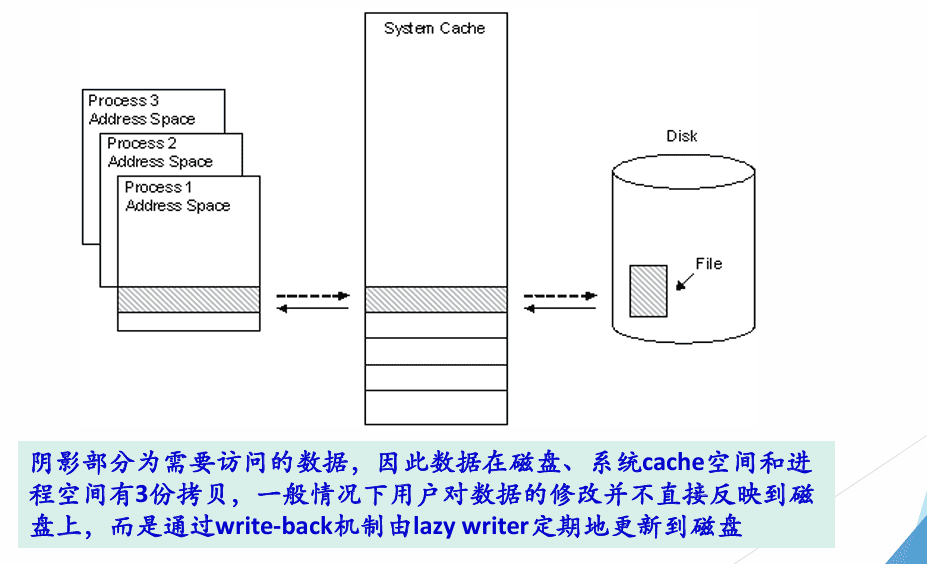 System Cache
Process 3
Address Space
Process 2
Address Space
Process 1
Address Space
Disk
File
阴影部分为需要访问的数据，因此数据在磁盘、系统cache空间和进
程空间有3份拷贝，一般情况下用户对数据的修改并不直接反映到磁
盘上，而是通过write-back机制由lazy writer定期地更新到磁盘